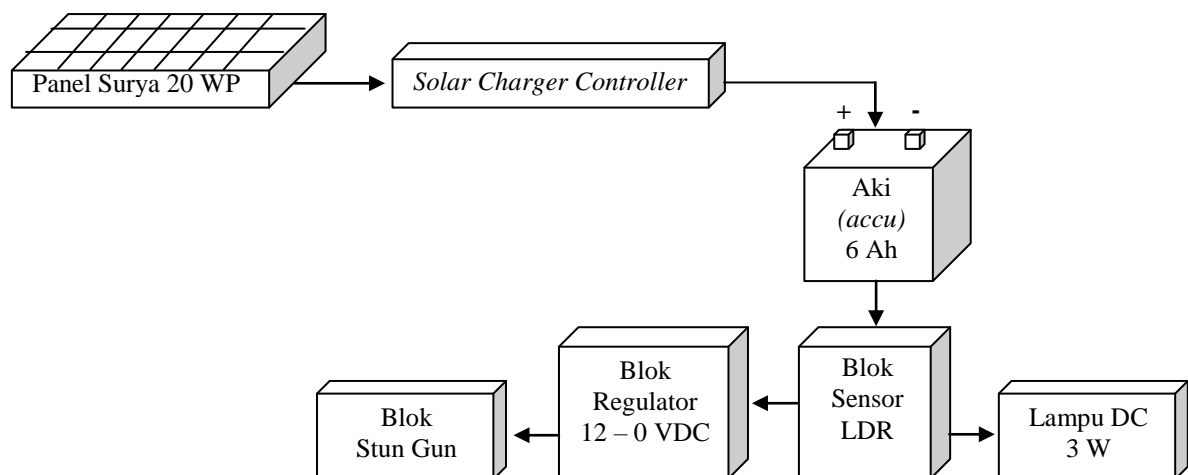 Panel Surya 20 WP
Solar Charger Controller
+ -
Aki
(accu)
6 Ah
Blok
Stun Gun
Blok
Regulator
12 – 0 VDC
Blok
Sensor
LDR
Lampu DC
3 W